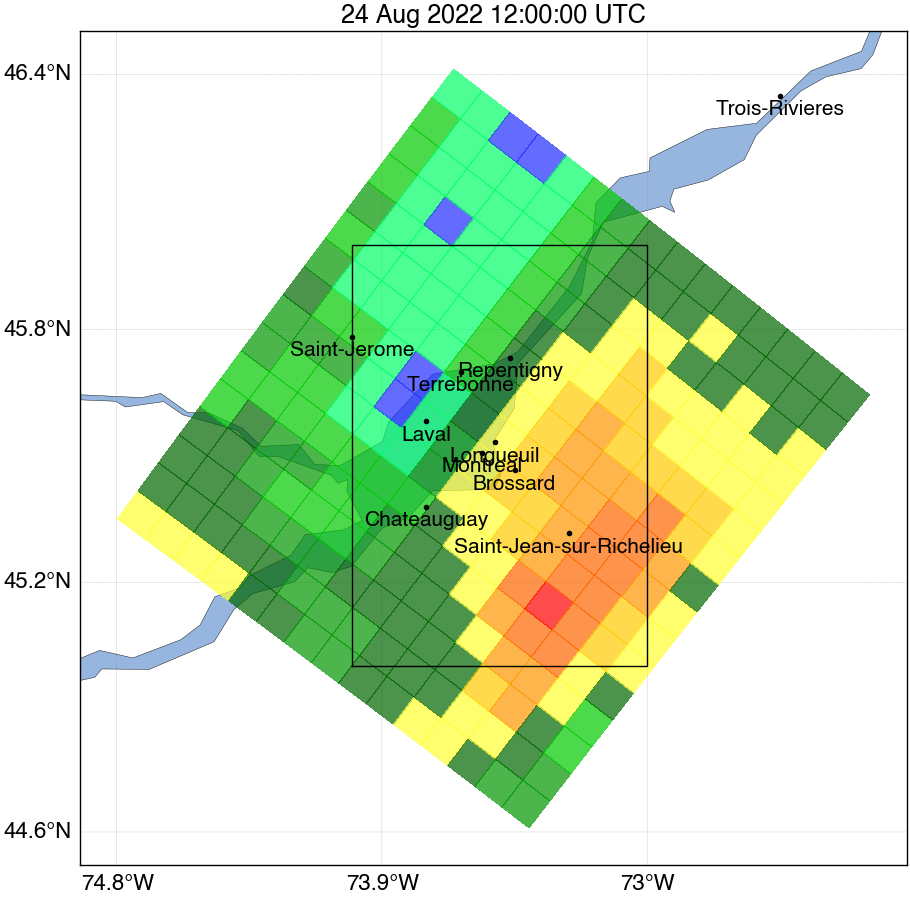 24 Aug 2022 12:00:00 UTC
46.4°N
Trois-Rivieres
45.8°N
Saint-Jerome
Repentigny
Terrebonne
Laval
Longueuil
Montreal
Brossard
Chateauguay
Saint-Jean-sur-Richelieu
45.2°N
44.6°N
74.8°W 73.9°W 73°W